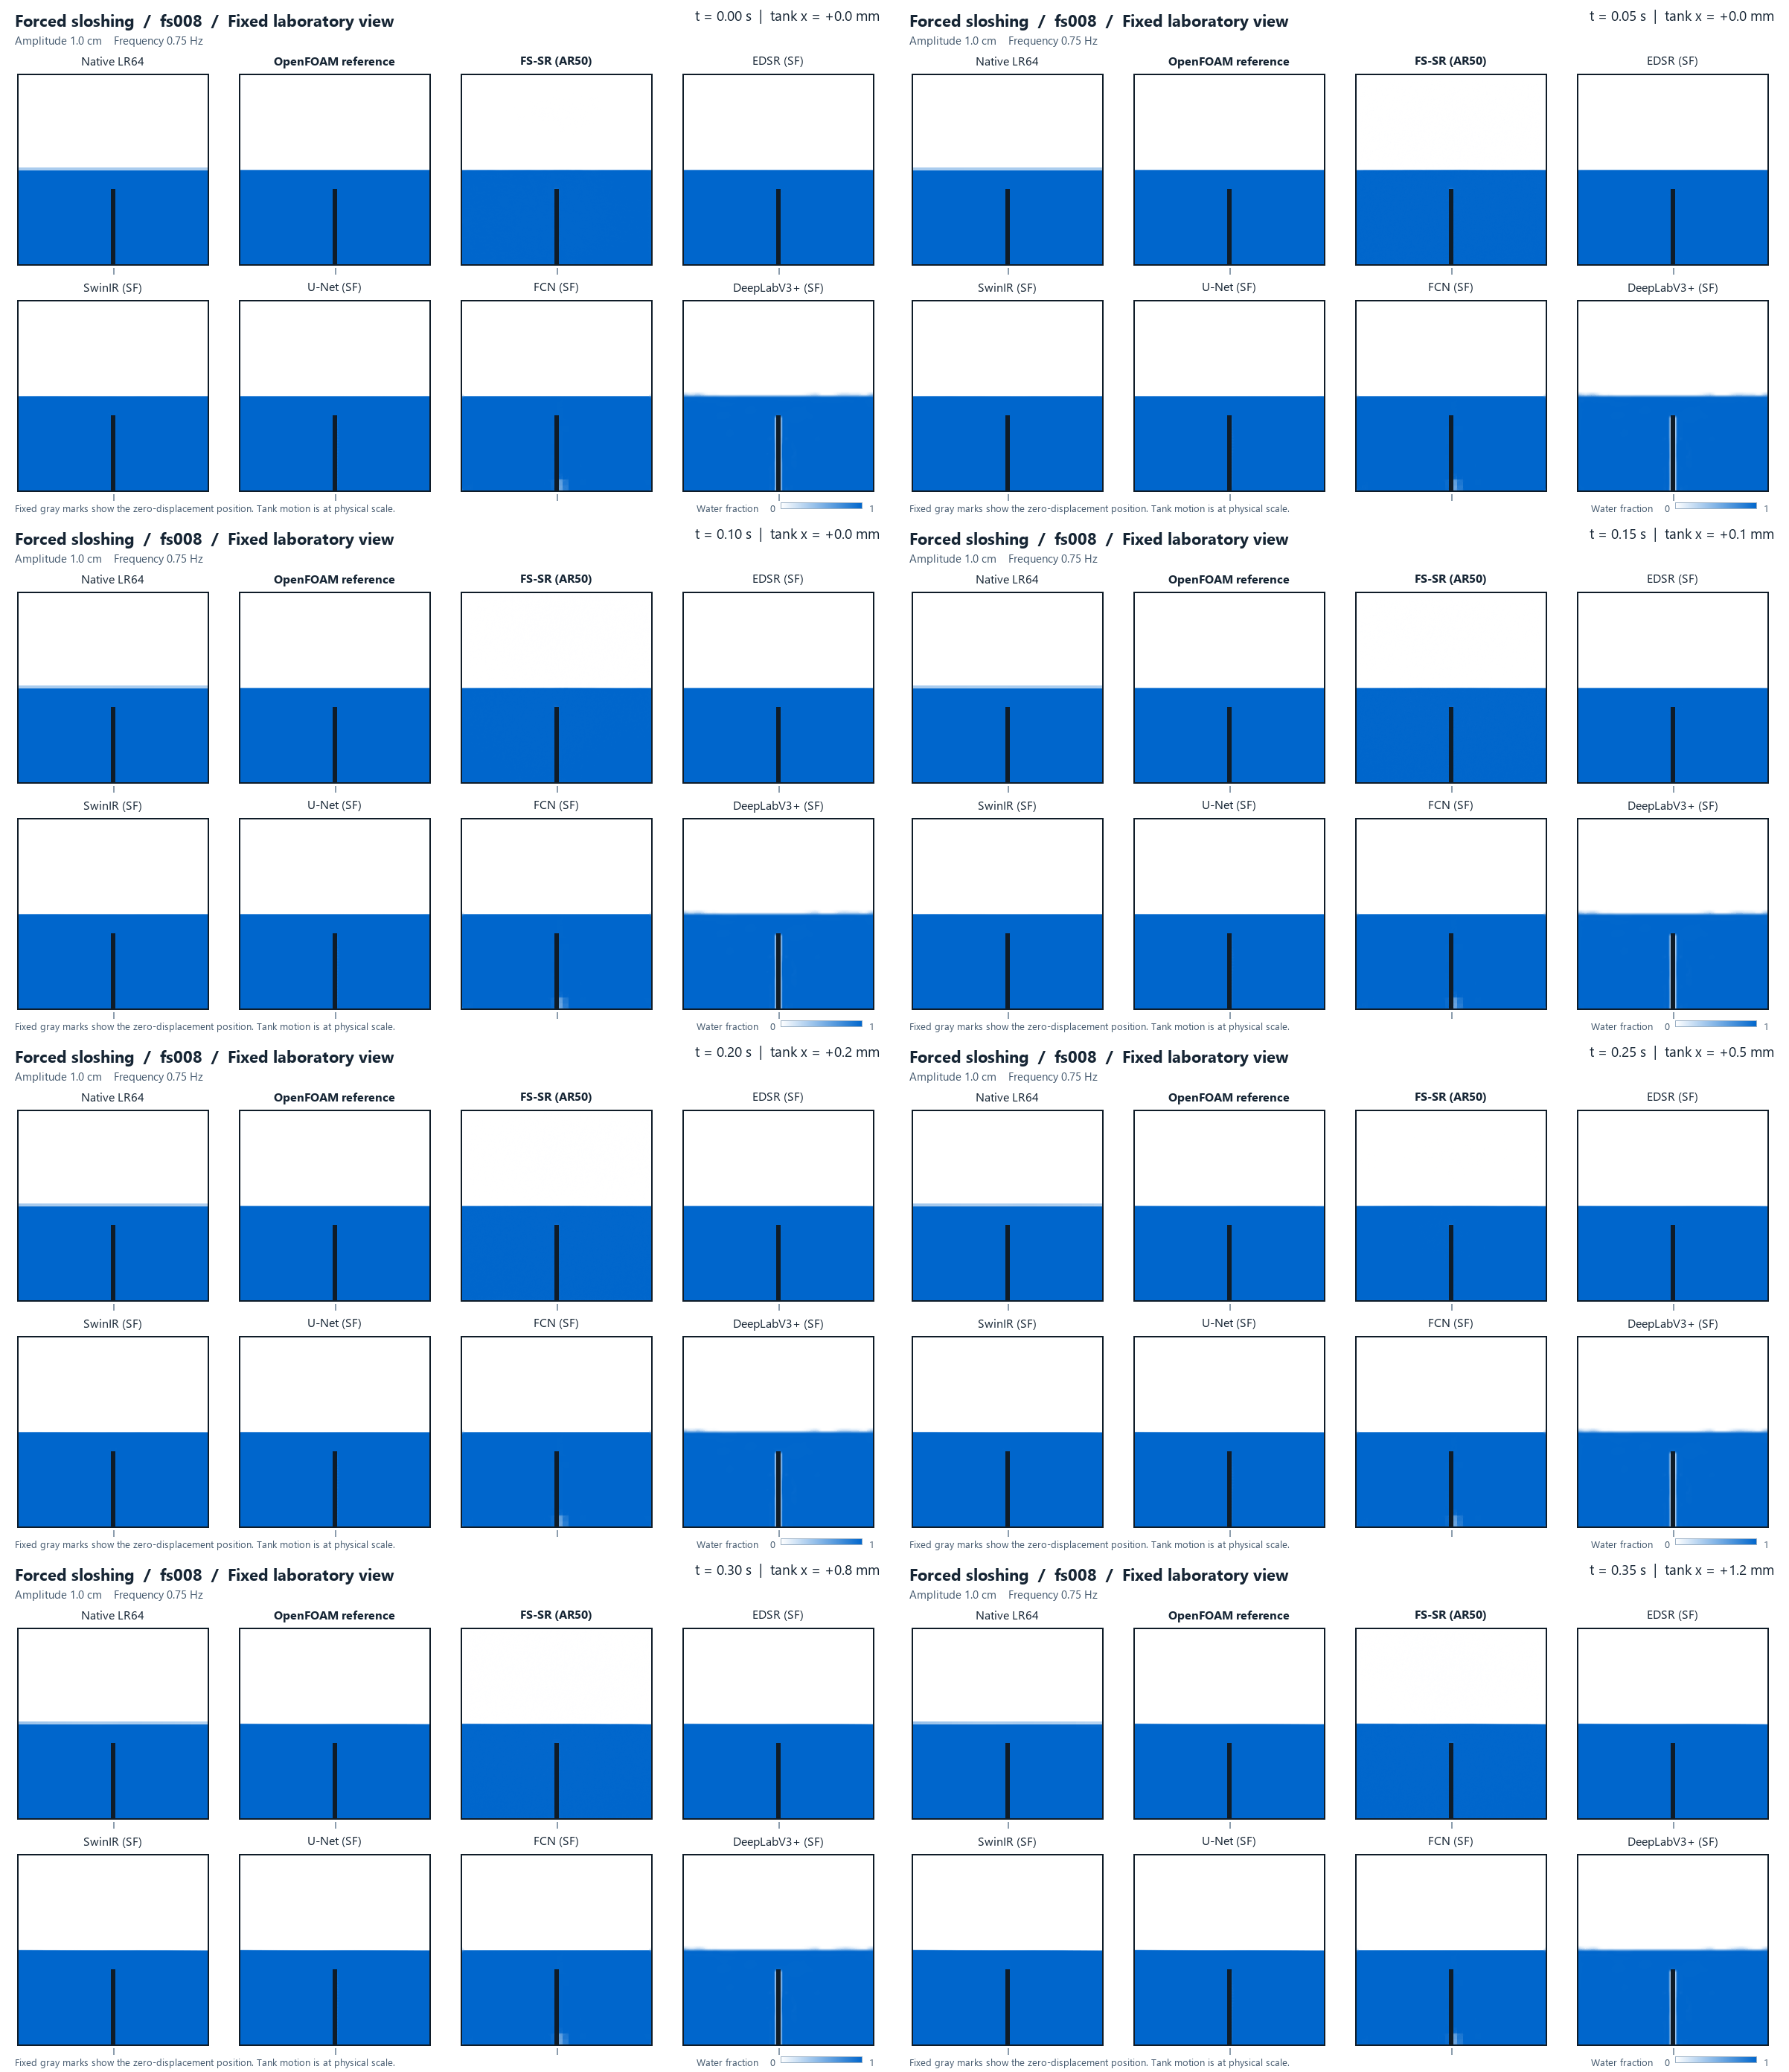 Forced sloshing / fs008 / Fixed laboratory view
t = 0.00 s | tank x = +0.0 mm
Amplitude 1.0 cm Frequency 0.75 Hz
Native LR64
OpenFOAM reference
FS-SR (AR50)
EDSR (SF)
SwinIR (SF)
U-Net (SF)
FCN (SF)
DeepLabV3+ (SF)
Fixed gray marks show the zero-displacement position. Tank motion is at physical scale.
Water fraction 0 1
Forced sloshing / fs008 / Fixed laboratory view
t = 0.05 s | tank x = +0.0 mm
Amplitude 1.0 cm Frequency 0.75 Hz
Native LR64
OpenFOAM reference
FS-SR (AR50)
EDSR (SF)
SwinIR (SF)
U-Net (SF)
FCN (SF)
DeepLabV3+ (SF)
Fixed gray marks show the zero-displacement position. Tank motion is at physical scale.
Water fraction 0 1
Forced sloshing / fs008 / Fixed laboratory view
t = 0.10 s | tank x = +0.0 mm
Amplitude 1.0 cm Frequency 0.75 Hz
Native LR64
OpenFOAM reference
FS-SR (AR50)
EDSR (SF)
SwinIR (SF)
U-Net (SF)
FCN (SF)
DeepLabV3+ (SF)
Fixed gray marks show the zero-displacement position. Tank motion is at physical scale.
Water fraction 0 1
Forced sloshing / fs008 / Fixed laboratory view
t = 0.15 s | tank x = +0.1 mm
Amplitude 1.0 cm Frequency 0.75 Hz
Native LR64
OpenFOAM reference
FS-SR (AR50)
EDSR (SF)
SwinIR (SF)
U-Net (SF)
FCN (SF)
DeepLabV3+ (SF)
Fixed gray marks show the zero-displacement position. Tank motion is at physical scale.
Water fraction 0 1
Forced sloshing / fs008 / Fixed laboratory view
t = 0.20 s | tank x = +0.2 mm
Amplitude 1.0 cm Frequency 0.75 Hz
Native LR64
OpenFOAM reference
FS-SR (AR50)
EDSR (SF)
SwinIR (SF)
U-Net (SF)
FCN (SF)
DeepLabV3+ (SF)
Fixed gray marks show the zero-displacement position. Tank motion is at physical scale.
Water fraction 0 1
Forced sloshing / fs008 / Fixed laboratory view
t = 0.25 s | tank x = +0.5 mm
Amplitude 1.0 cm Frequency 0.75 Hz
Native LR64
OpenFOAM reference
FS-SR (AR50)
EDSR (SF)
SwinIR (SF)
U-Net (SF)
FCN (SF)
DeepLabV3+ (SF)
Fixed gray marks show the zero-displacement position. Tank motion is at physical scale.
Water fraction 0 1
Forced sloshing / fs008 / Fixed laboratory view
t = 0.30 s | tank x = +0.8 mm
Amplitude 1.0 cm Frequency 0.75 Hz
Native LR64
OpenFOAM reference
FS-SR (AR50)
EDSR (SF)
SwinIR (SF)
U-Net (SF)
FCN (SF)
DeepLabV3+ (SF)
Fixed gray marks show the zero-displacement position. Tank motion is at physical scale.
Water fraction 0 1
Forced sloshing / fs008 / Fixed laboratory view
t = 0.35 s | tank x = +1.2 mm
Amplitude 1.0 cm Frequency 0.75 Hz
Native LR64
OpenFOAM reference
FS-SR (AR50)
EDSR (SF)
SwinIR (SF)
U-Net (SF)
FCN (SF)
DeepLabV3+ (SF)
Fixed gray marks show the zero-displacement position. Tank motion is at physical scale.
Water fraction 0 1